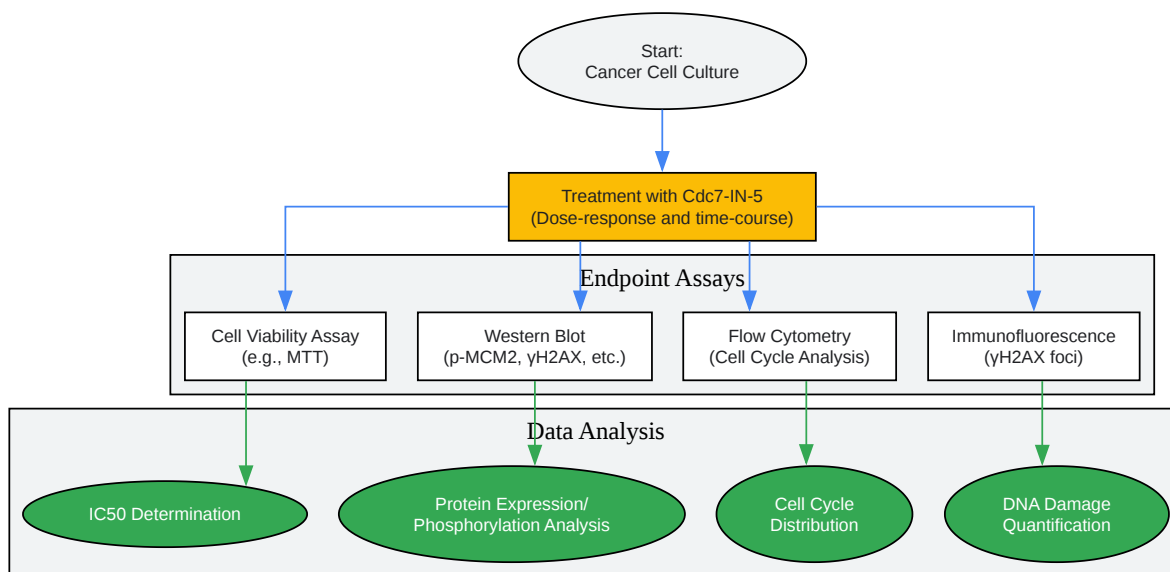 Start:
Cancer Cell Culture
Treatment with Cdc7-IN-5
(Dose-response and time-course)
Endpoint Assays
Cell Viability Assay
(e.g., MTT)
Western Blot
(p-MCM2, γH2AX, etc.)
Flow Cytometry
(Cell Cycle Analysis)
Immunofluorescence
(γH2AX foci)
Data Analysis
IC50 Determination
Protein Expression/
Phosphorylation Analysis
Cell Cycle
Distribution
DNA Damage
Quantification